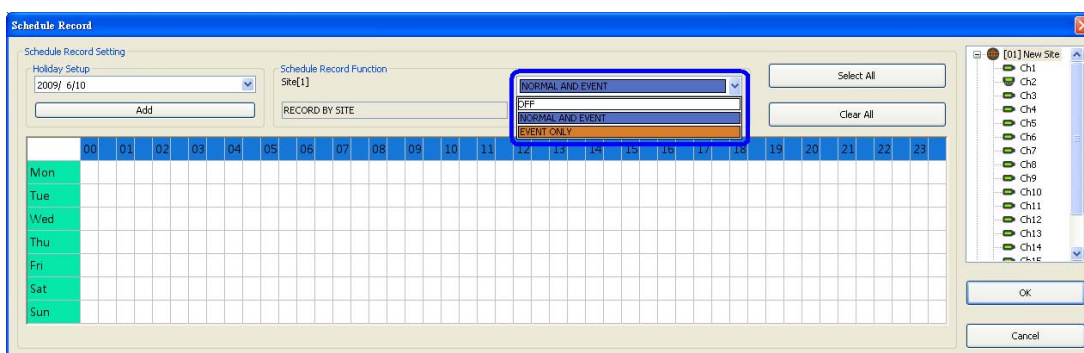 Schedule Record
Schedule Record Setting
Holiday Setup
2009/ 6/10
Add
Schedule Record Function
Site[1]
RECORD BY SITE
NORMAL AND EVENT
OFF
NORMAL AND EVENT
EVENT ONLY
Select All
Clear All
00 01 02 03 04 05 06 07 08 09 10 11 12 13 14 15 16 17 18 19 20 21 22 23
Mon
Tue
Wed
Thu
Fri
Sat
Sun
[01] New Site
Ch1
Ch2
Ch3
Ch4
Ch5
Ch6
Ch7
Ch8
Ch9
Ch10
Ch11
Ch12
Ch13
Ch14
Ch15
OK
Cancel